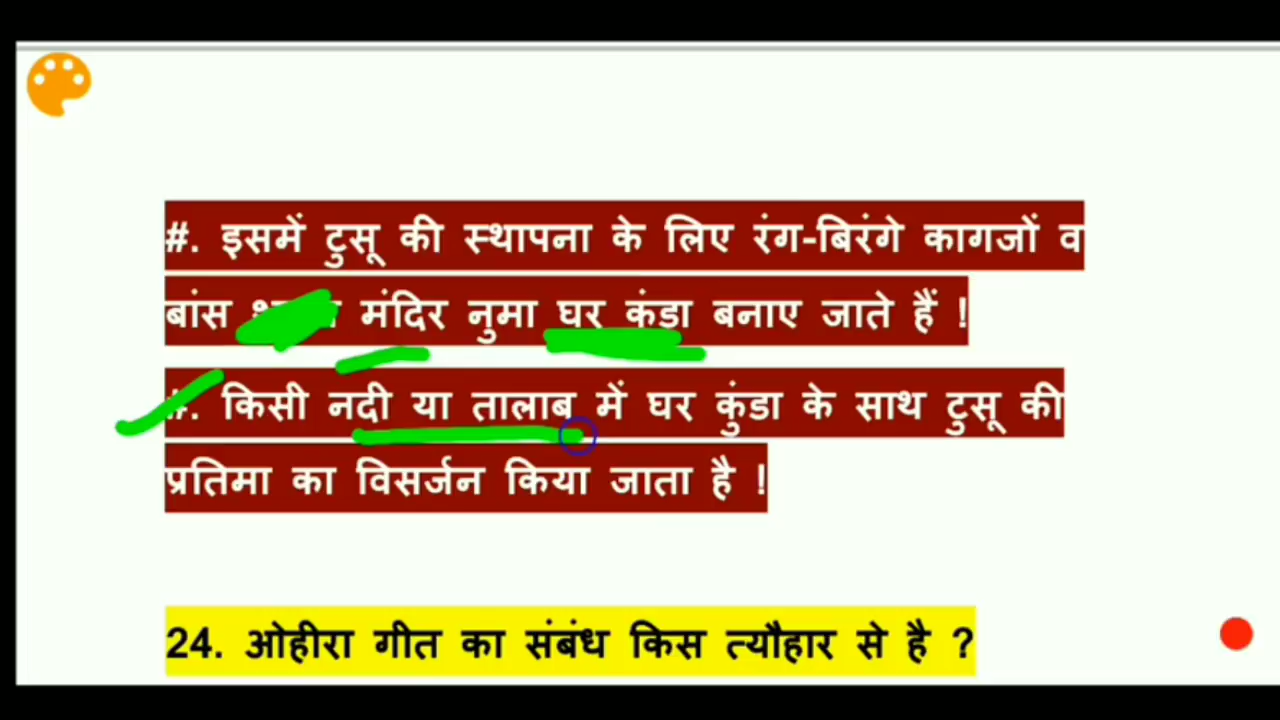 #. इसमें टुसू की स्थापना के लिए रंग-बिरंगे कागजों व
बांस मंदिर नुमा घर कुंडा बनाए जाते हैं !
#. किसी नदी या तालाब में घर कुंडा के साथ टुसू की
प्रतिमा का विसर्जन किया जाता है !
24. ओहीरा गीत का संबंध किस त्यौहार से है ?